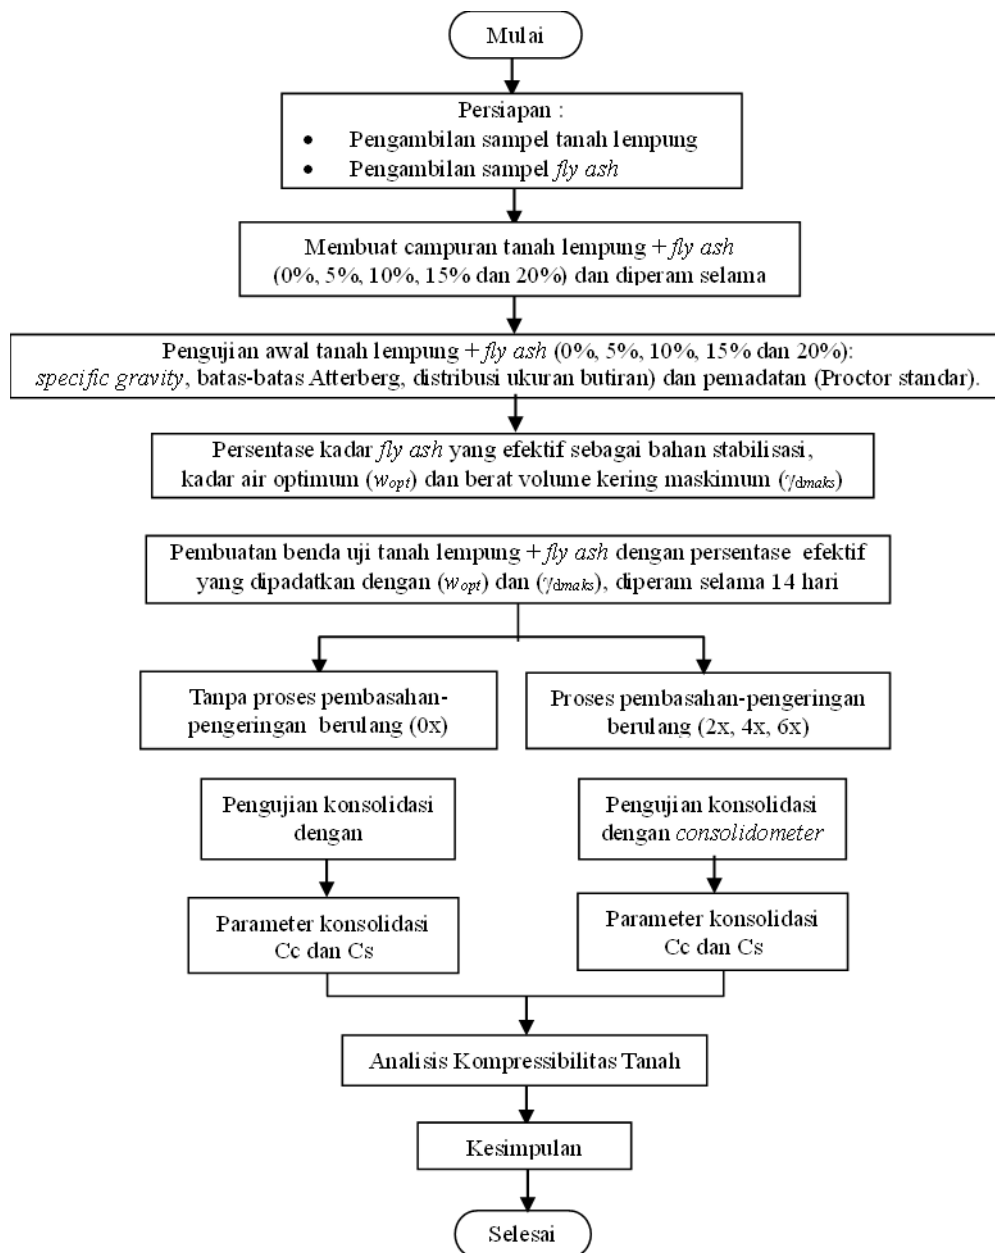 Mulai
Persiapan :
• Pengambilan sampel tanah lempung
• Pengambilan sampel fly ash
Membuat campuran tanah lempung + fly ash
(0%, 5%, 10%, 15% dan 20%) dan diperam selama
Pengujian awal tanah lempung + fly ash (0%, 5%, 10%, 15% dan 20%):
specific gravity, batas-batas Atterberg, distribusi ukuran butiran) dan pemadatan (Proctor standar).
Persentase kadar fly ash yang efektif sebagai bahan stabilisasi,
kadar air optimum (wopt) dan berat volume kering maskimum (γdmaks)
Pembuatan benda uji tanah lempung + fly ash dengan persentase efektif
yang dipadatkan dengan (wopt) dan (γdmaks), diperam selama 14 hari
Tanpa proses pembasahan-
pengeringan berulang (0x)
Proses pembasahan-pengeringan
berulang (2x, 4x, 6x)
Pengujian konsolidasi
dengan
Pengujian konsolidasi
dengan consolidometer
Parameter konsolidasi
Cc dan Cs
Parameter konsolidasi
Cc dan Cs
Analisis Kompressibilitas Tanah
Kesimpulan
Selesai